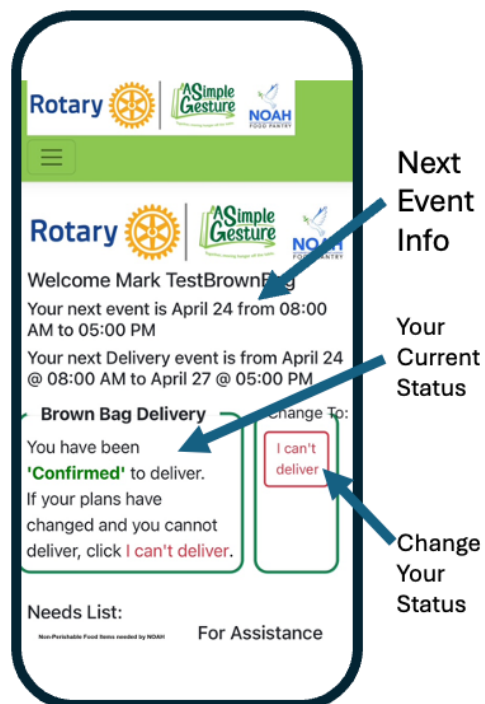 Rotary
ASimple
Gesture
NOAH
FOOD PANTRY
Rotary
ASimple
Gesture
NOAH
Welcome Mark TestBrownBag
Your next event is April 24 from 08:00
AM to 05:00 PM
Your next Delivery event is from April 24
@ 08:00 AM to April 27 @ 05:00 PM
Brown Bag Delivery
You have been
'Confirmed' to deliver.
If your plans have
changed and you cannot
deliver, click I can't deliver.
Change To:
I can't
deliver
Needs List:
Non-Perishable Food Items needed by NOAH
For Assistance
Next
Event
Info
Your
Current
Status
Change
Your
Status